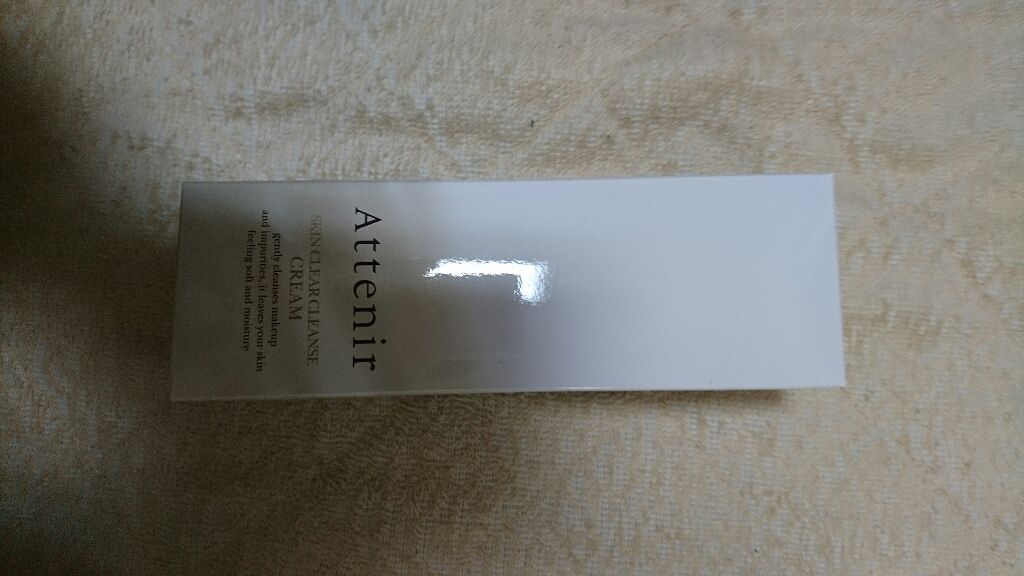 Attenir
SKIN CLEAR CLEANSE
CREAM
gently cleanses makeup
and impurities, it leaves your skin
feeling soft and moisture